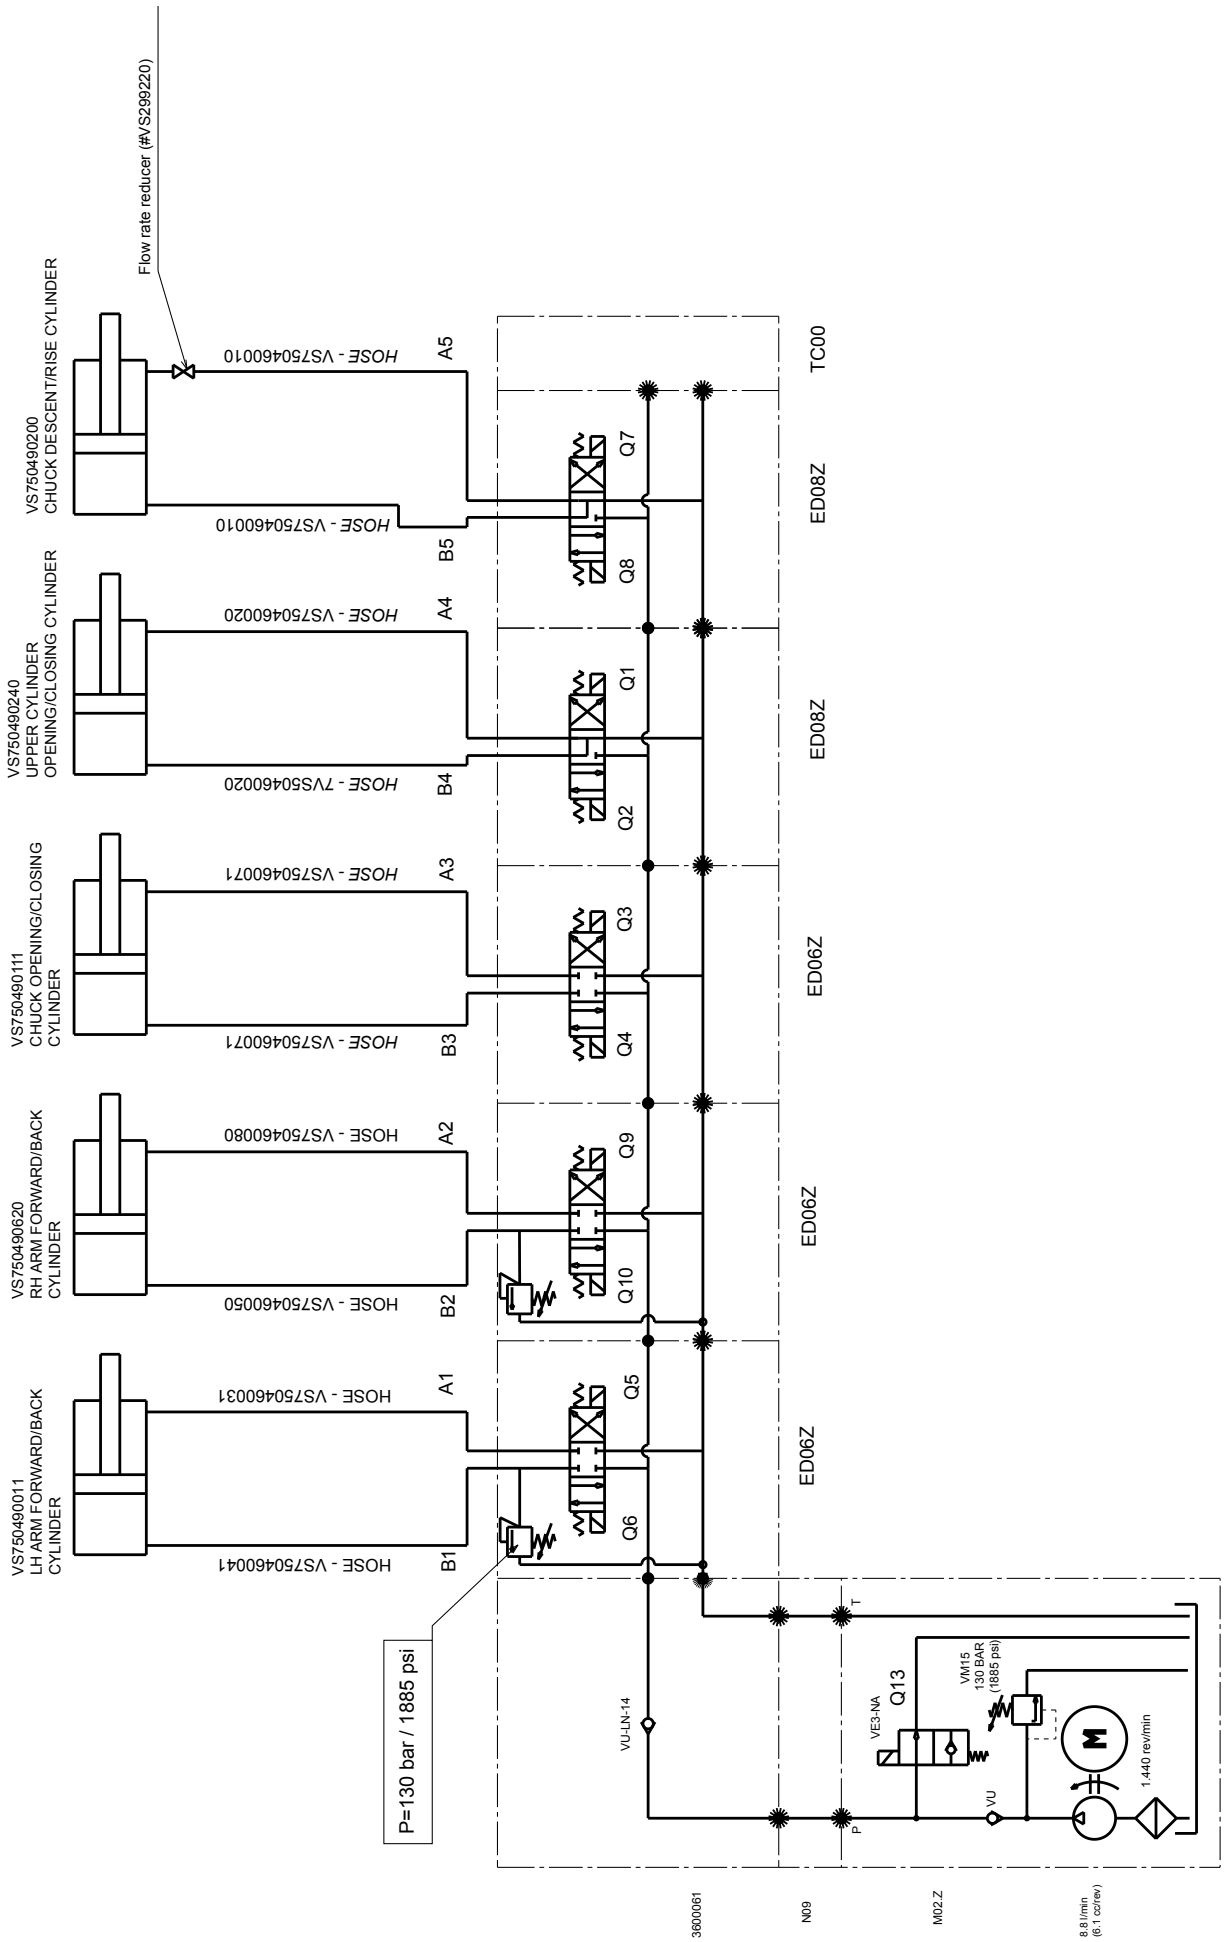 VS750490011
LH ARM FORWARD/BACK
CYLINDER
VS750490620
RH ARM FORWARD/BACK
CYLINDER
VS750490111
CHUCK OPENING/CLOSING
CYLINDER
VS750490240
UPPER CYLINDER
OPENING/CLOSING CYLINDER
VS750490200
CHUCK DESCENT/RISE CYLINDER
Flow rate reducer (#VS299220)
HOSE - VS750460041
HOSE - VS750460031
HOSE - VS750460050
HOSE - VS750460080
HOSE - VS750460071
HOSE - VS750460071
HOSE - 7VS50460020
HOSE - VS750460020
HOSE - VS750460010
HOSE - VS750460010
B1
A1
B2
A2
B3
A3
B4
A4
B5
A5
P=130 bar / 1885 psi
Q6
Q5
Q10
Q9
Q4
Q3
Q2
Q1
Q8
Q7
ED06Z
ED06Z
ED06Z
ED08Z
ED08Z
TC00
VU-LN-14
3600061
N09
P
T
M02.Z
VE3-NA
Q13
VM15
130 BAR
(1885 psi)
VU
M
1.440 rev/min
8.8 l/min
(6.1 cc/rev)